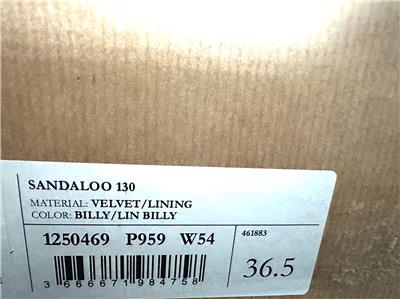 SANDALOO 130
MATERIAL: VELVET/LINING
COLOR: BILLY/LIN BILLY
1250469 P959 W54
461883
36.5
3 666671 984758